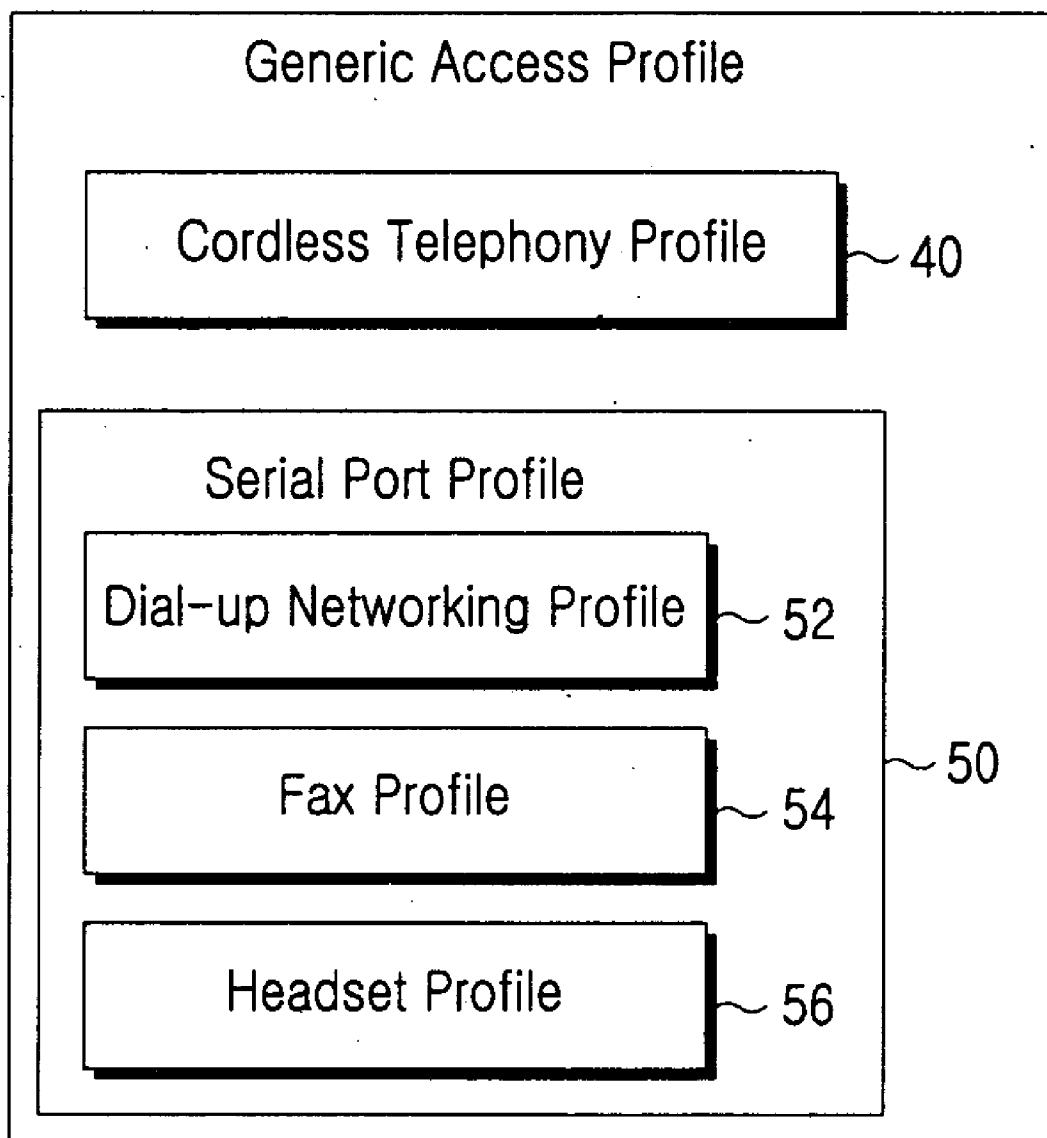 Generic Access Profile
Cordless Telephony Profile
40
Serial Port Profile
Dial-up Networking Profile
52
Fax Profile
54
50
Headset Profile
56